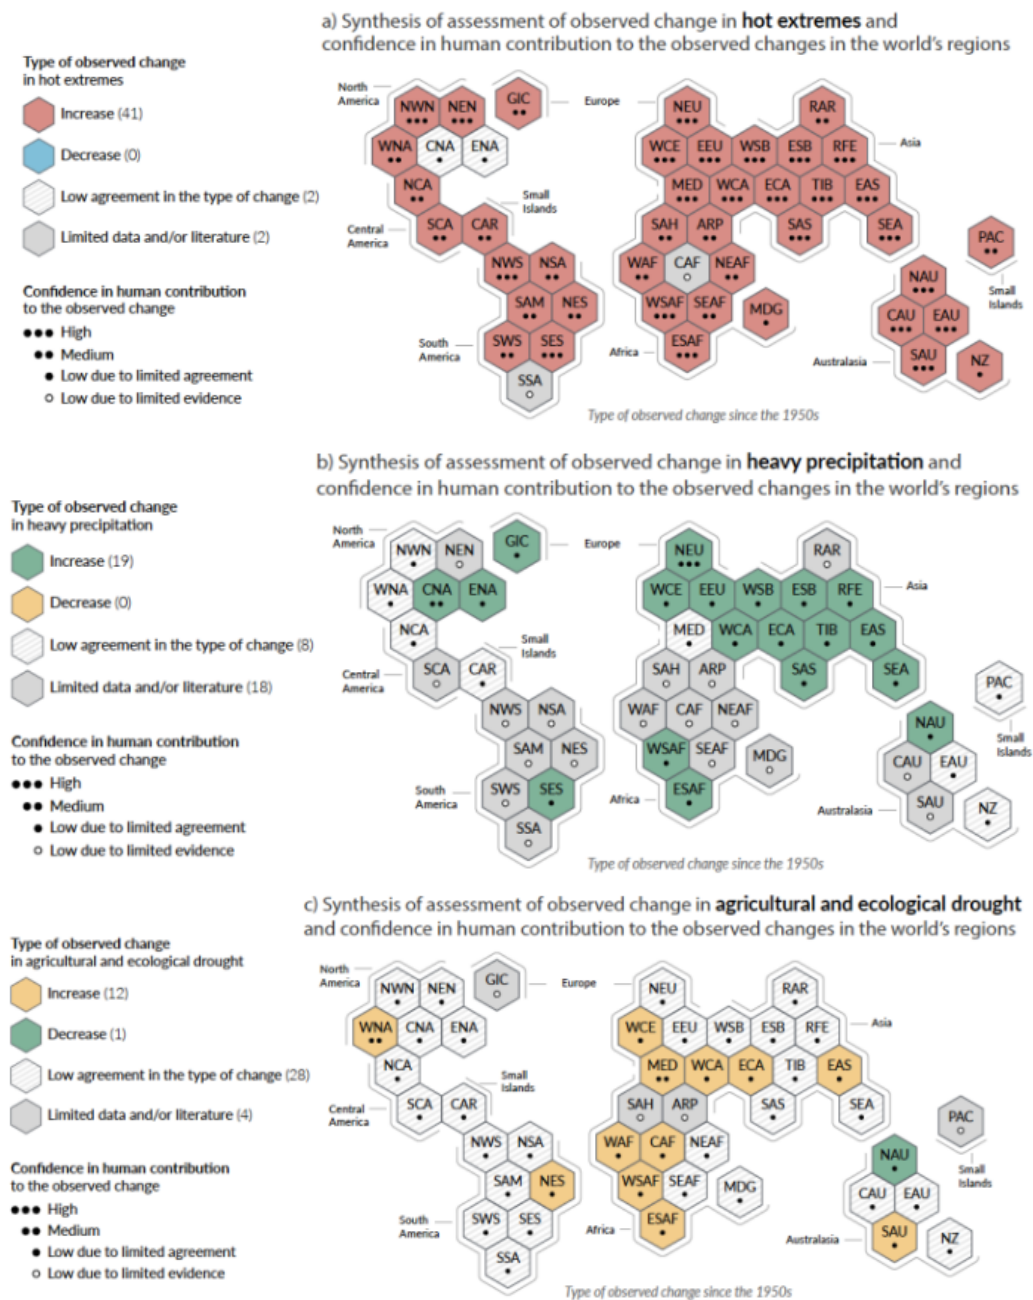 a) Synthesis of assessment of observed change in hot extremes and
confidence in human contribution to the observed changes in the world's regions
Type of observed change
in hot extremes
Increase (41)
Decrease (0)
Low agreement in the type of change (2)
Limited data and/or literature (2)
Confidence in human contribution
to the observed change
High
Medium
Low due to limited agreement
Low due to limited evidence
North
America
GIC
Europe
NWN NEN
NEU
RAR
WNA CNA ENA
WCE EEU WSB ESB RFE
Asia
NCA
MED WCA ECA TIB EAS
Small
Islands
Central
America
SCA CAR
SAH ARP
SAS
SEA
PAC
Small
Islands
NWS NSA
WAF CAF NEAF
NAU
SAM NES
WSAF SEAF MDG
CAU EAU
South
America
SWS SES
Africa
ESAF
Australasia
SAU NZ
SSA
Type of observed change since the 1950s
b) Synthesis of assessment of observed change in heavy precipitation and
confidence in human contribution to the observed changes in the world's regions
Type of observed change
in heavy precipitation
Increase (19)
Decrease (0)
Low agreement in the type of change (8)
Limited data and/or literature (18)
Confidence in human contribution
to the observed change
High
Medium
Low due to limited agreement
Low due to limited evidence
North
America
GIC
Europe
NWN NEN
NEU
RAR
WNA CNA ENA
WCE EEU WSB ESB RFE
Asia
NCA
MED WCA ECA TIB EAS
Small
Islands
Central
America
SCA CAR
SAH ARP
SAS
SEA
PAC
Small
Islands
NWS NSA
WAF CAF NEAF
NAU
SAM NES
WSAF SEAF MDG
CAU EAU
South
America
SWS SES
Africa
ESAF
Australasia
SAU NZ
SSA
Type of observed change since the 1950s
c) Synthesis of assessment of observed change in agricultural and ecological drought
and confidence in human contribution to the observed changes in the world's regions
Type of observed change
in agricultural and ecological drought
Increase (12)
Decrease (1)
Low agreement in the type of change (28)
Limited data and/or literature (4)
Confidence in human contribution
to the observed change
High
Medium
Low due to limited agreement
Low due to limited evidence
North
America
GIC
Europe
NWN NEN
NEU
RAR
WNA CNA ENA
WCE EEU WSB ESB RFE
Asia
NCA
MED WCA ECA TIB EAS
Small
Islands
Central
America
SCA CAR
SAH ARP
SAS
SEA
PAC
Small
Islands
NWS NSA
WAF CAF NEAF
NAU
SAM NES
WSAF SEAF MDG
CAU EAU
South
America
SWS SES
Africa
ESAF
Australasia
SAU NZ
SSA
Type of observed change since the 1950s